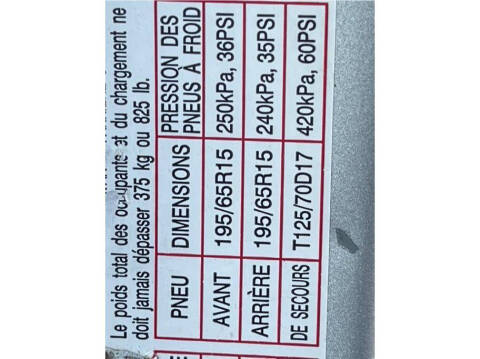 Le poids total des occupants et du chargement ne
doit jamais dépasser 375 kg ou 825 lb.
PNEU DIMENSIONS PRESSION DES
PNEUS À FROID
AVANT 195/65R15 250kPa, 36PSI
ARRIÈRE 195/65R15 240kPa, 35PSI
DE SECOURS T125/70D17 420kPa, 60PSI